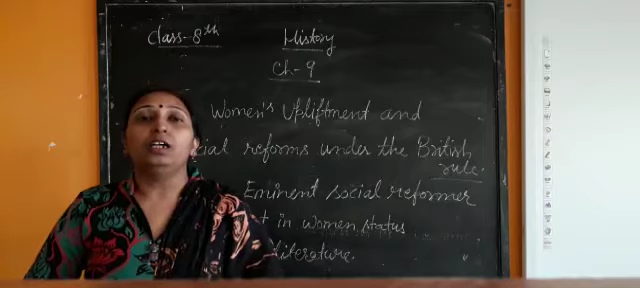 Class-8th
History
Ch-9
Women's Upliftment and
cial reforms under the British
rule.
Eminent social reformer
t in women status
literature.